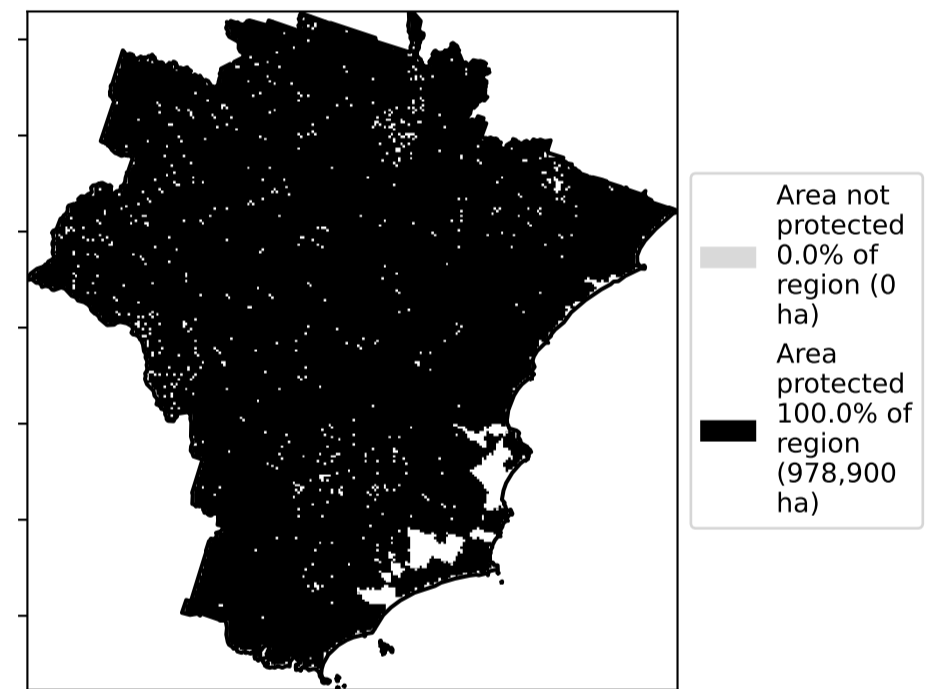 Area not
protected
0.0% of
region (0
ha)
Area
protected
100.0% of
region
(978,900
ha)